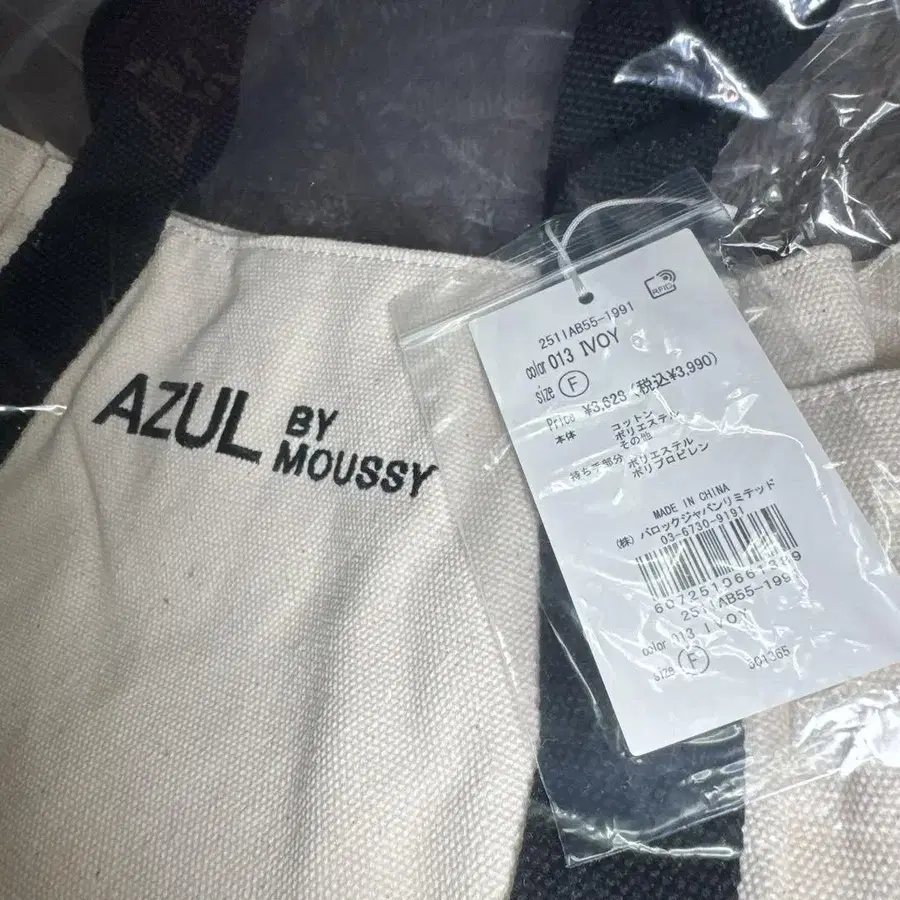 AZUL BY
MOUSSY
RFID
2511AB55-1991
color 013 IVOY
size F
Price ¥3,628 (税込¥3,990)
本体 コットン
ポリエステル
その他
持ち手部分 ポリエステル
ポリプロピレン
MADE IN CHINA
(株) バロックジャパンリミテッド
03-6730-9191
2511AB55-199
color 013 IVOY
size F
501365